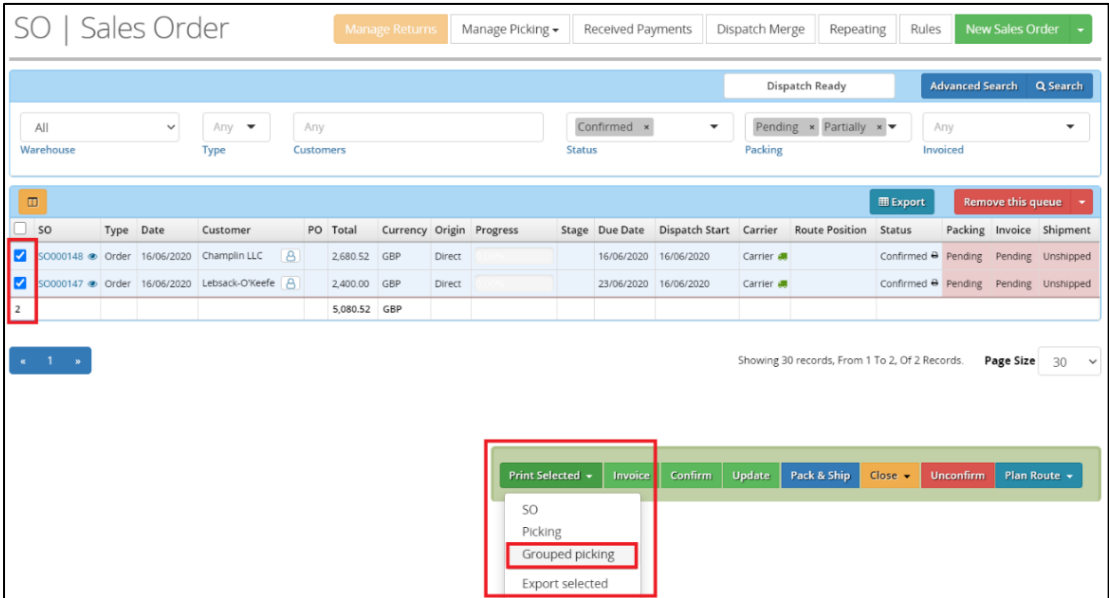 SO | Sales Order
Manage Returns Manage Picking Received Payments Dispatch Merge Repeating Rules New Sales Order
Dispatch Ready Advanced Search Search
All Any Any Confirmed × Pending × Partially × Any
Warehouse Type Customers Status Packing Invoiced
Export Remove this queue
SO Type Date Customer PO Total Currency Origin Progress Stage Due Date Dispatch Start Carrier Route Position Status Packing Invoice Shipment
SO000148 Order 16/06/2020 Champlin LLC 2,680.52 GBP Direct 16/06/2020 16/06/2020 Carrier Confirmed Pending Pending Unshipped
SO000147 Order 16/06/2020 Lebsack-O'Keefe 2,400.00 GBP Direct 23/06/2020 16/06/2020 Carrier Confirmed Pending Pending Unshipped
2 5,080.52 GBP
« 1 » Showing 30 records, From 1 To 2, Of 2 Records. Page Size 30
Print Selected Invoice Confirm Update Pack & Ship Close Unconfirm Plan Route
SO
Picking
Grouped picking
Export selected